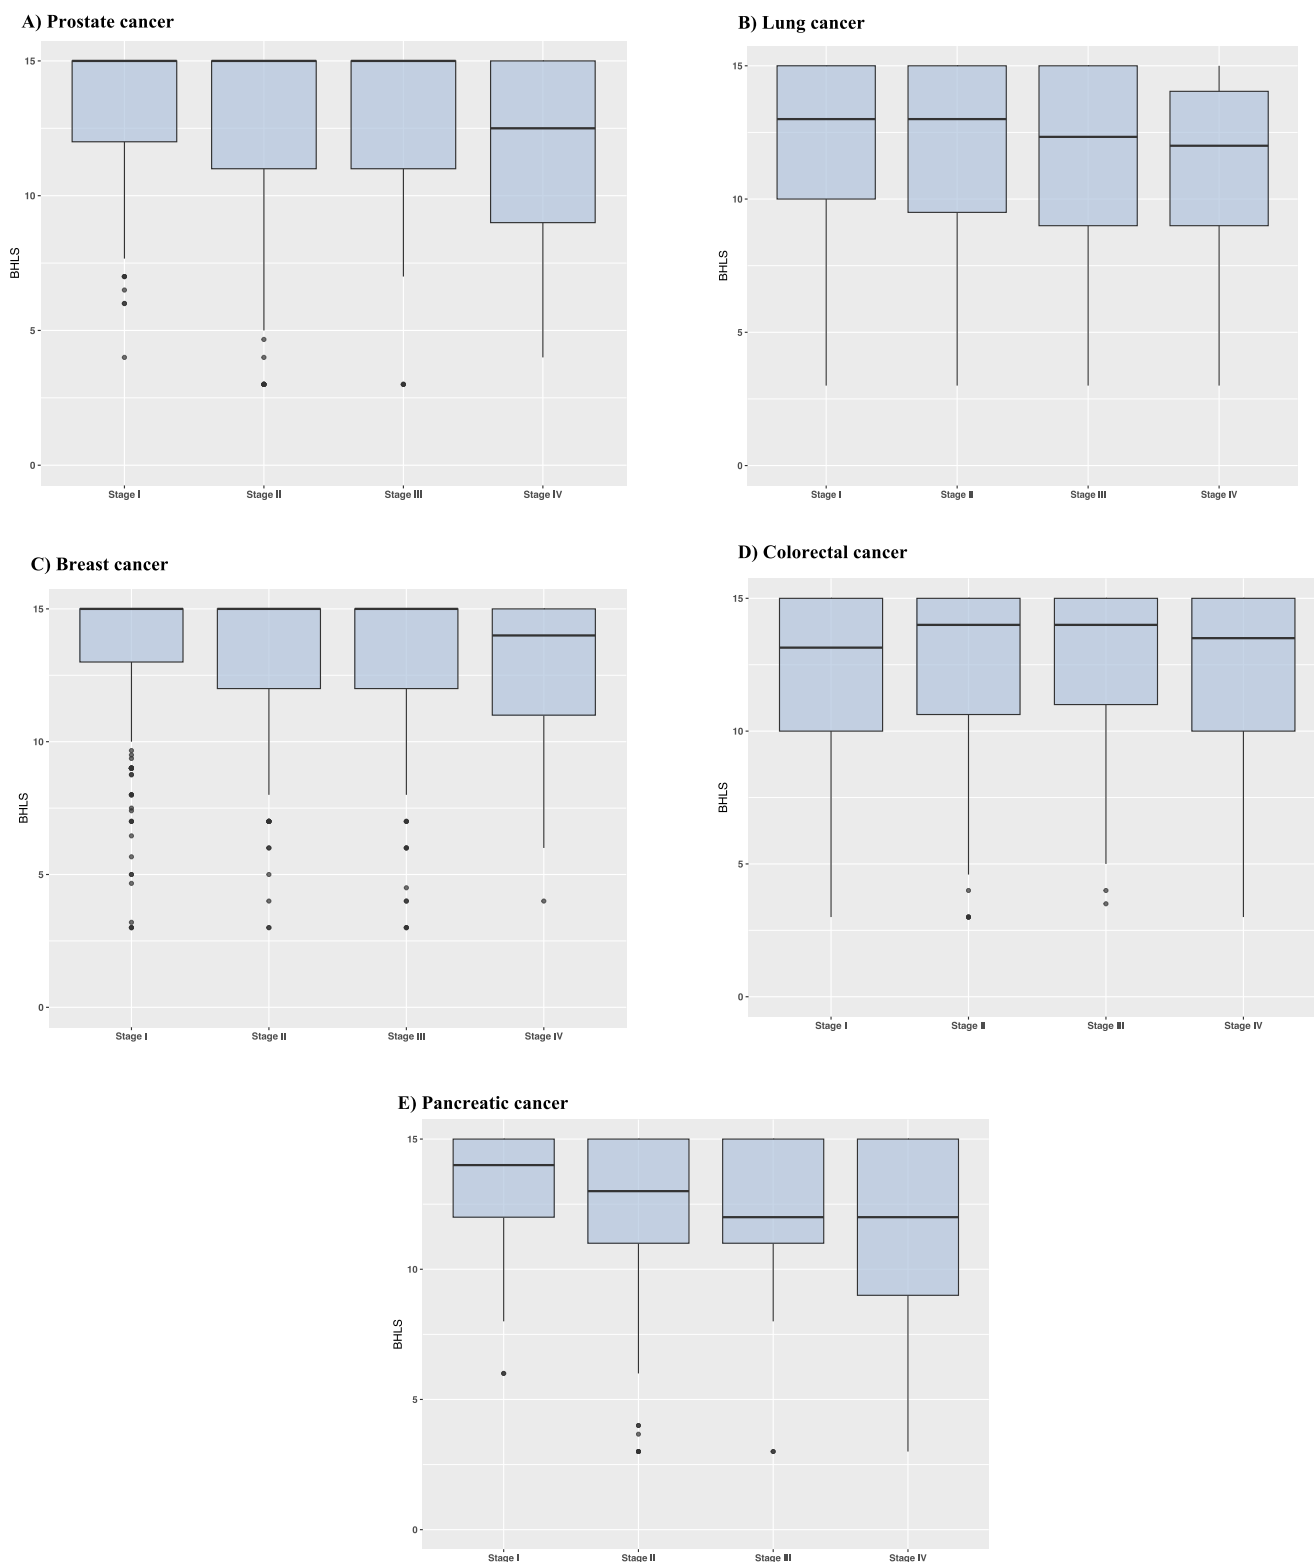 A) Prostate cancer
15
10
BHLS
5
0
Stage I Stage II Stage III Stage IV
B) Lung cancer
15
10
BHLS
5
0
Stage I Stage II Stage III Stage IV
C) Breast cancer
15
10
BHLS
5
0
Stage I Stage II Stage III Stage IV
D) Colorectal cancer
15
10
BHLS
5
0
Stage I Stage II Stage III Stage IV
E) Pancreatic cancer
15
10
BHLS
5
0
Stage I Stage II Stage III Stage IV